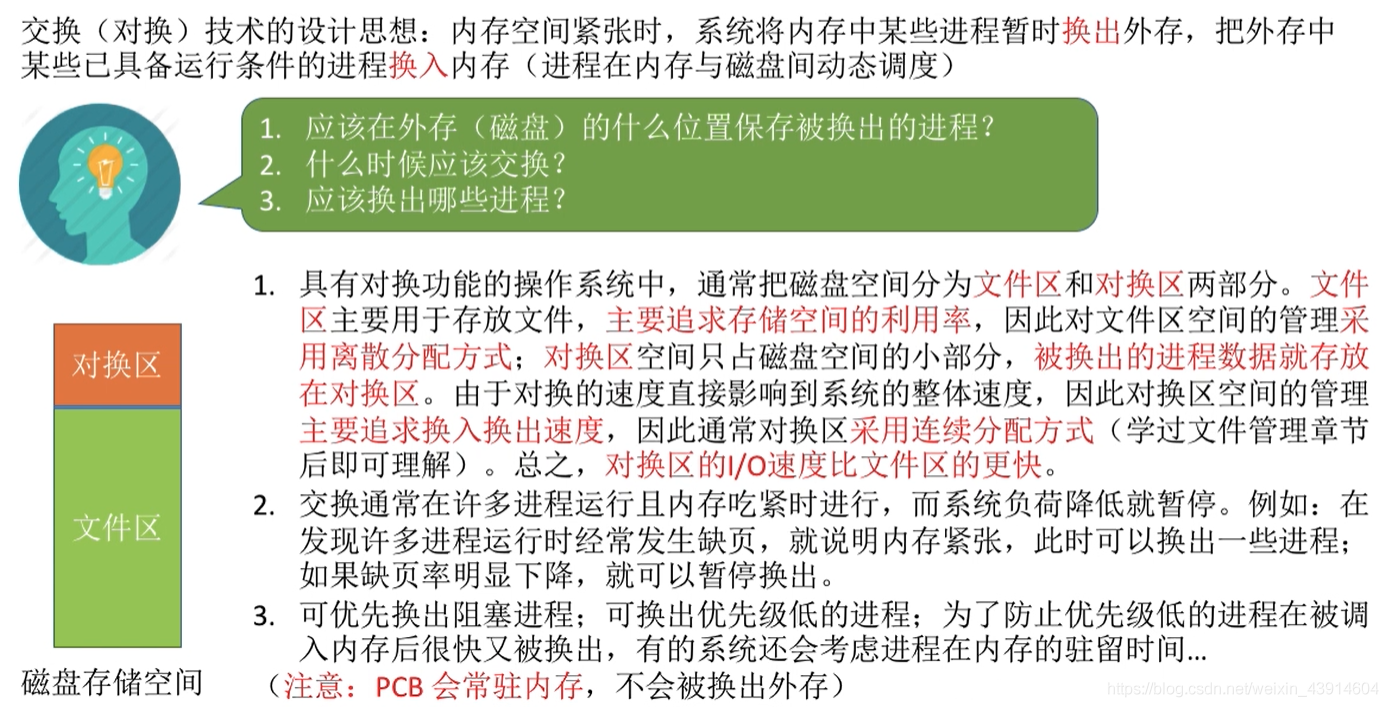 交换（对换）技术的设计思想：内存空间紧张时，系统将内存中某些进程暂时换出外存，把外存中
某些已具备运行条件的进程换入内存（进程在内存与磁盘间动态调度）
1. 应该在外存（磁盘）的什么位置保存被换出的进程？
2. 什么时候应该交换？
3. 应该换出哪些进程？
1. 具有对换功能的操作系统中，通常把磁盘空间分为文件区和对换区两部分。文件
区主要用于存放文件，主要追求存储空间的利用率，因此对文件区空间的管理采
用离散分配方式；对换区空间只占磁盘空间的小部分，被换出的进程数据就存放
在对换区。由于对换的速度直接影响到系统的整体速度，因此对换区空间的管理
主要追求换入换出速度，因此通常对换区采用连续分配方式（学过文件管理章节
后即可理解）。总之，对换区的I/O速度比文件区的更快。
2. 交换通常在许多进程运行且内存吃紧时进行，而系统负荷降低就暂停。例如：在
发现许多进程运行时经常发生缺页，就说明内存紧张，此时可以换出一些进程；
如果缺页率明显下降，就可以暂停换出。
3. 可优先换出阻塞进程；可换出优先级低的进程；为了防止优先级低的进程在被调
入内存后很快又被换出，有的系统还会考虑进程在内存的驻留时间...
（注意：PCB 会常驻内存，不会被换出外存）
对换区
文件区
磁盘存储空间
https://blog.csdn.net/weixin_43914604